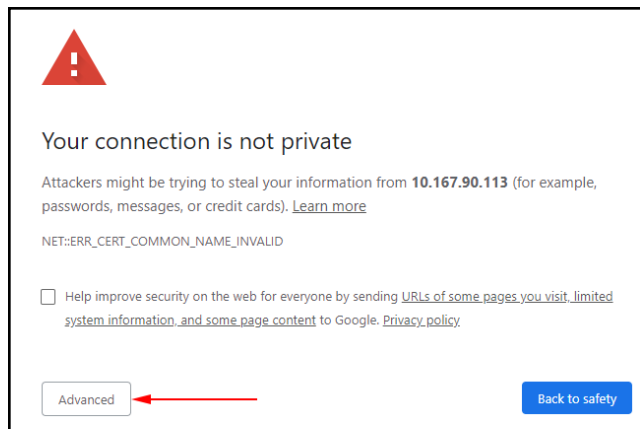 Your connection is not private
Attackers might be trying to steal your information from 10.167.90.113 (for example,
passwords, messages, or credit cards). Learn more
NET::ERR_CERT_COMMON_NAME_INVALID
Help improve security on the web for everyone by sending URLs of some pages you visit, limited
system information, and some page content to Google. Privacy policy
Advanced
Back to safety